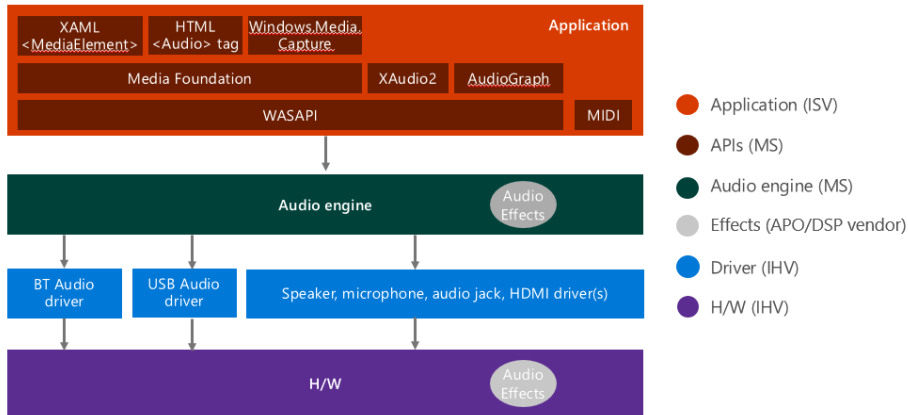 Application
XAML
<MediaElement>
HTML
<Audio> tag
Windows.Media.
Capture
Media Foundation
XAudio2
AudioGraph
WASAPI
MIDI
Audio engine
Audio
Effects
BT Audio
driver
USB Audio
driver
Speaker, microphone, audio jack, HDMI driver(s)
H/W
Audio
Effects
Application (ISV)
APIs (MS)
Audio engine (MS)
Effects (APO/DSP vendor)
Driver (IHV)
H/W (IHV)